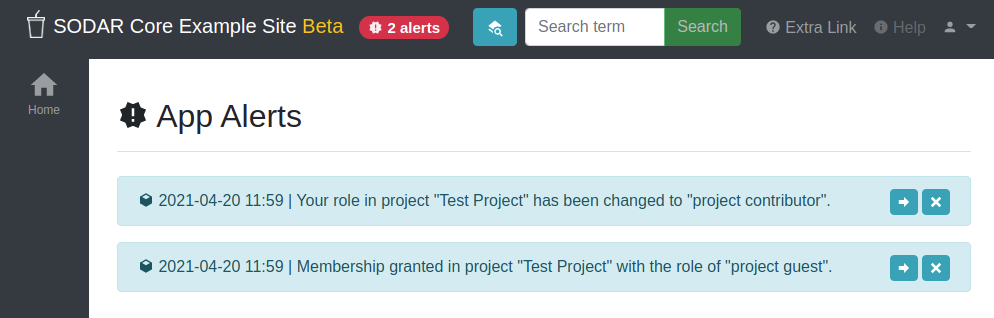 SODAR Core Example Site Beta 2 alerts Search term Search Extra Link Help
Home
App Alerts
2021-04-20 11:59 | Your role in project "Test Project" has been changed to "project contributor".
2021-04-20 11:59 | Membership granted in project "Test Project" with the role of "project guest".